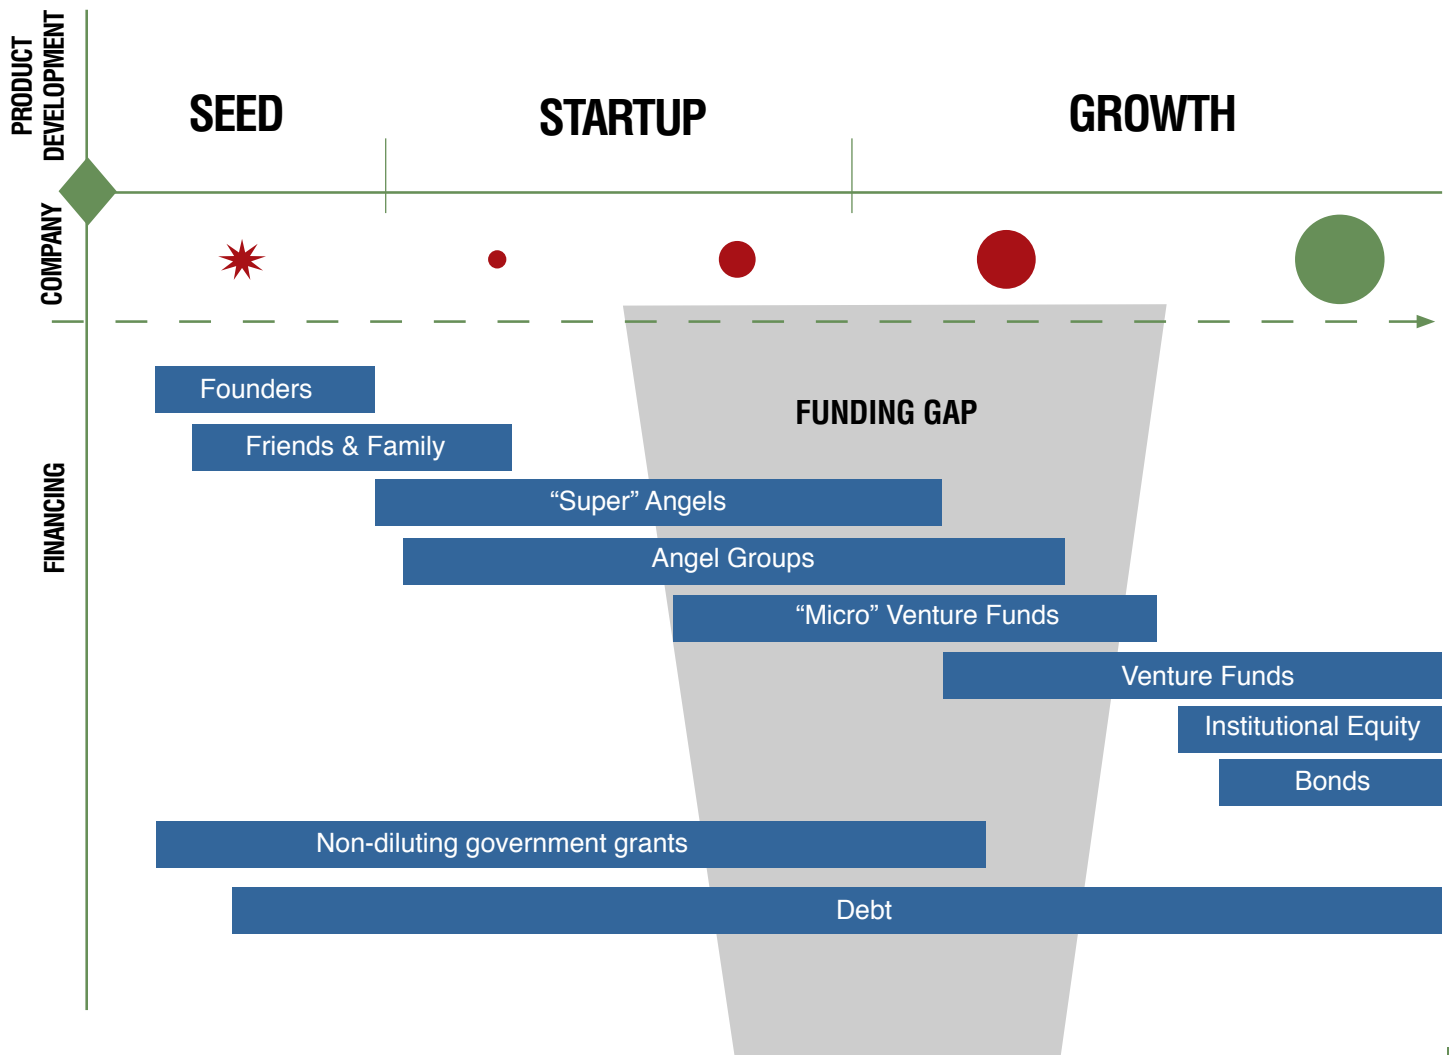 PRODUCT
DEVELOPMENT
SEED
STARTUP
GROWTH
COMPANY
FINANCING
Founders
FUNDING GAP
Friends & Family
“Super” Angels
Angel Groups
“Micro” Venture Funds
Venture Funds
Institutional Equity
Bonds
Non-diluting government grants
Debt